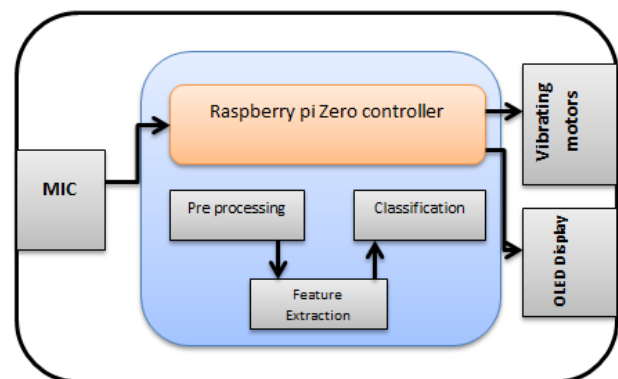 MIC
Raspberry pi Zero controller
Pre processing
Classification
Feature
Extraction
Vibrating
motors
OLED Display